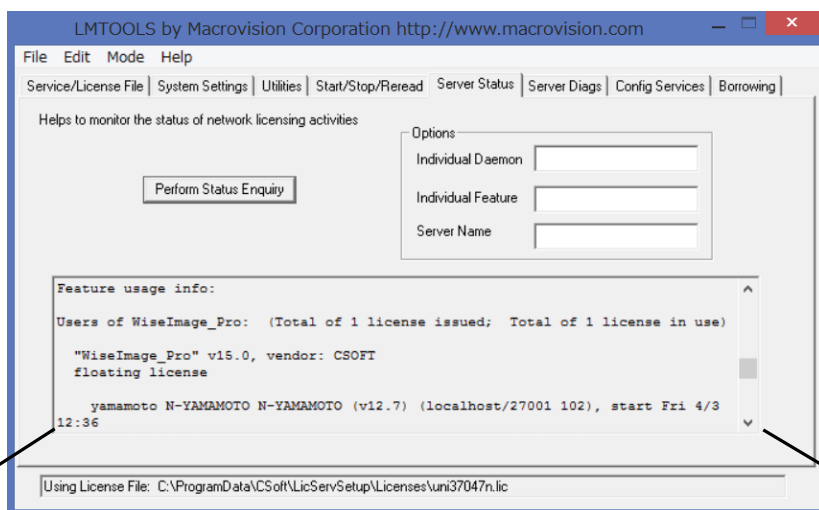 LMTOOLS by Macrovision Corporation http://www.macrovision.com
File Edit Mode Help
Service/License File System Settings Utilities Start/Stop/Reread Server Status Server Diags Config Services Borrowing
Helps to monitor the status of network licensing activities
Options
Individual Daemon
Perform Status Enquiry
Individual Feature
Server Name
Feature usage info:
Users of WiseImage_Pro: (Total of 1 license issued; Total of 1 license in use)
"WiseImage_Pro" v15.0, vendor: CSOFT
floating license
yamamoto N-YAMAMOTO N-YAMAMOTO (v12.7) (localhost/27001 102), start Fri 4/3
12:36
Using License File: C:\ProgramData\CSoft\LicServSetup\Licenses\uni37047n.lic